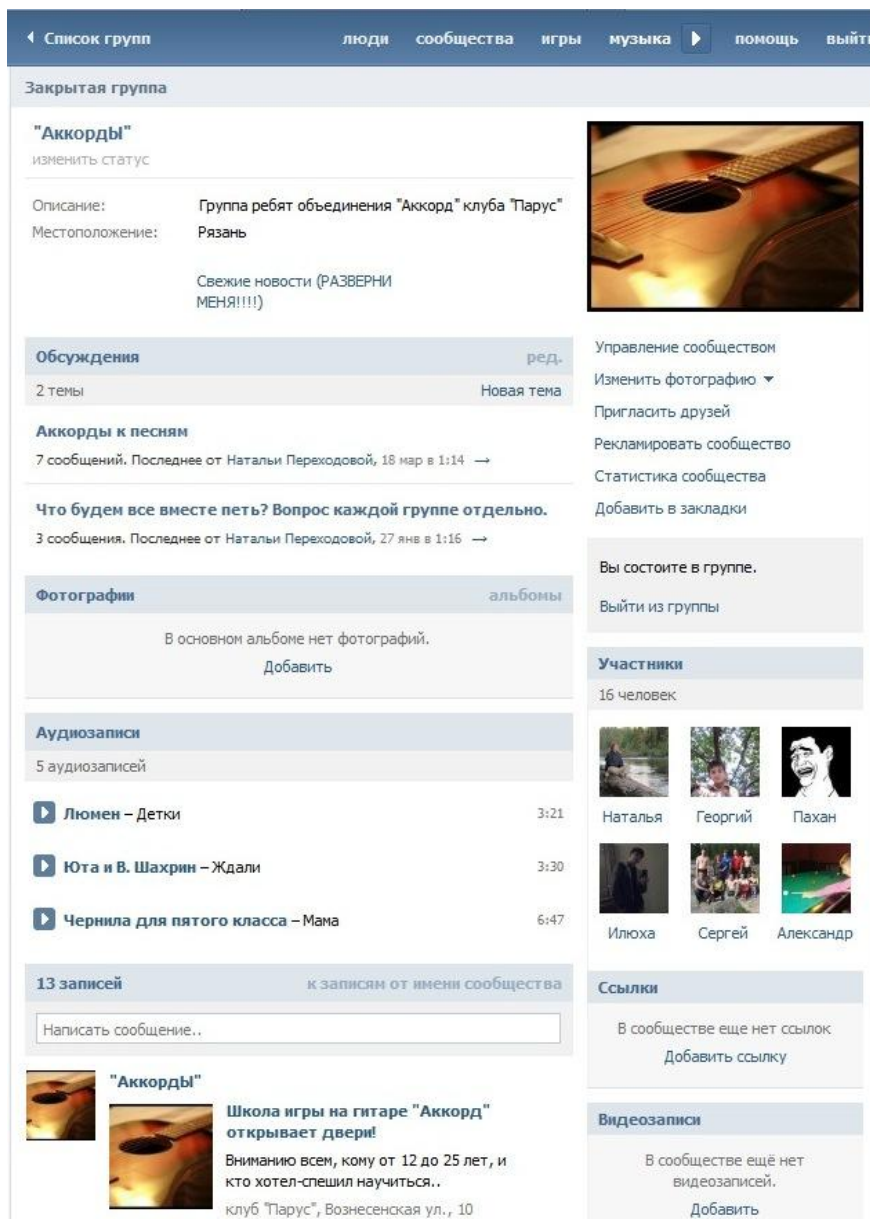 Список групп
люди сообщества игры музыка помощь выйти
Закрытая группа
"АккордЫ"
изменить статус
Описание: Группа ребят объединения "Аккорд" клуба "Парус"
Местоположение: Рязань
Свежие новости (РАЗВЕРНИ
МЕНЯ!!!!)
Обсуждения ред.
2 темы Новая тема
Аккорды к песням
7 сообщений. Последнее от Натальи Переходовой, 18 мар в 1:14 →
Что будем все вместе петь? Вопрос каждой группе отдельно.
3 сообщения. Последнее от Натальи Переходовой, 27 янв в 1:16 →
Фотографии альбомы
В основном альбоме нет фотографий.
Добавить
Аудиозаписи
5 аудиозаписей
Люмен – Детки 3:21
Юта и В. Шахрин – Ждали 3:30
Чернила для пятого класса – Мама 6:47
13 записей к записям от имени сообщества
Написать сообщение..
"АккордЫ"
Школа игры на гитаре "Аккорд"
открывает двери!
Вниманию всем, кому от 12 до 25 лет, и
кто хотел-спешил научиться..
клуб "Парус", Вознесенская ул., 10
Управление сообществом
Изменить фотографию
Пригласить друзей
Рекламировать сообщество
Статистика сообщества
Добавить в закладки
Вы состоите в группе.
Выйти из группы
Участники
16 человек
Наталья Георгий Пахан
Илюха Сергей Александр
Ссылки
В сообществе еще нет ссылок
Добавить ссылку
Видеозаписи
В сообществе ещё нет
видеозаписей.
Добавить